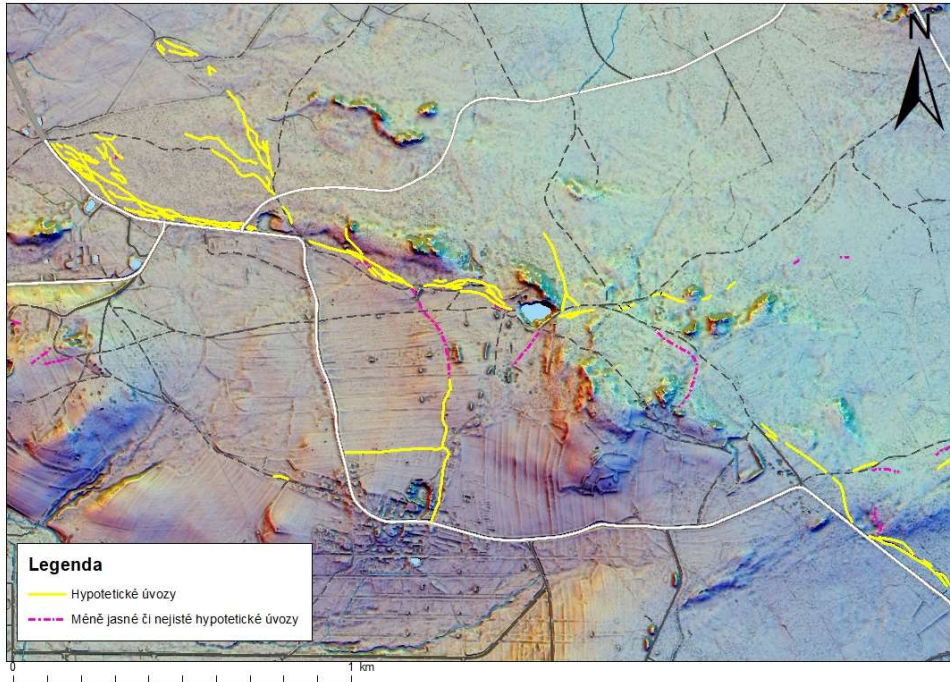 N
Legenda
Hypotetické úvozy
Méně jasné či nejisté hypotetické úvozy
0 1 km